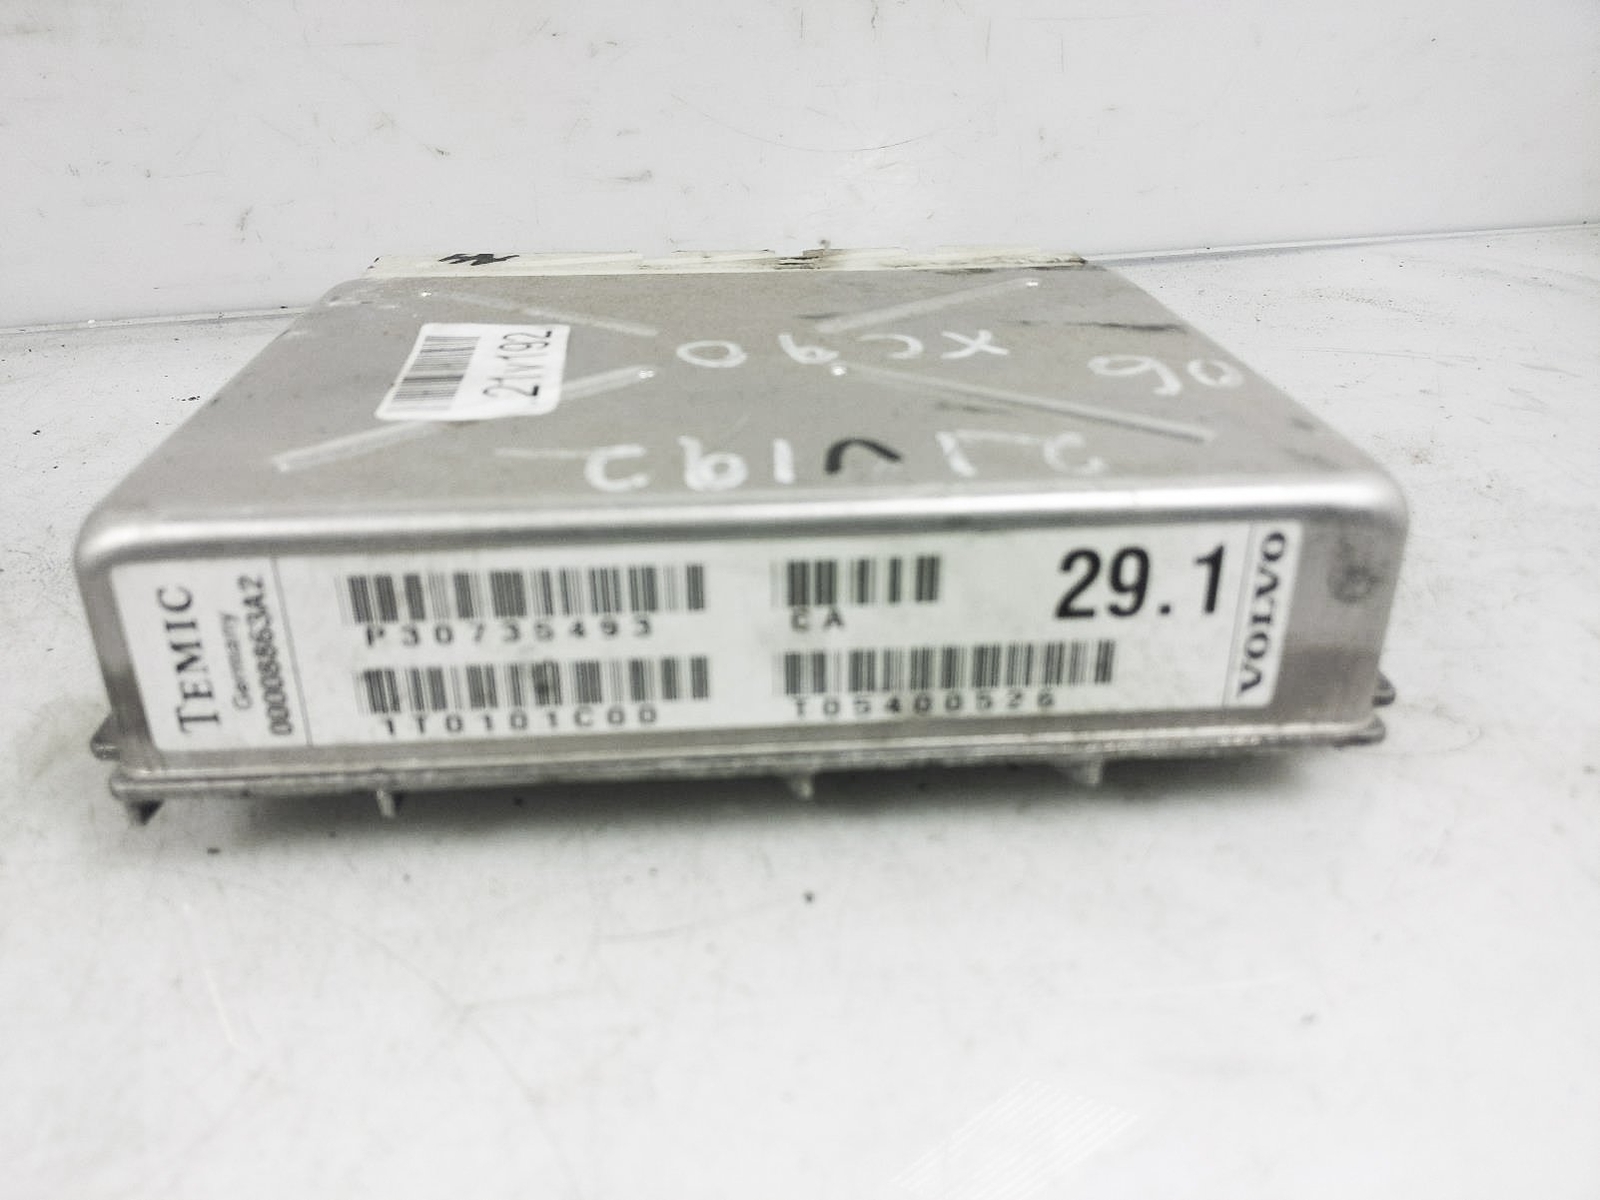 06
XC90
21V192
21v192
TEMIC
Germany
00008863A2
P30735493
CA
29.1
1T0101C00
T05400526
VOLVO